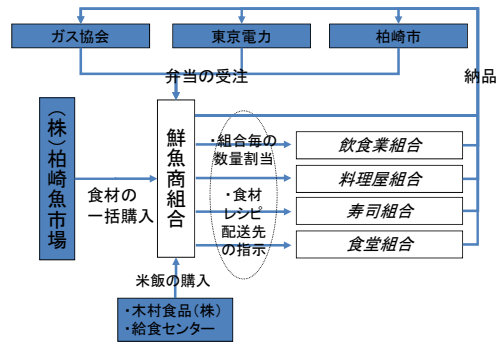 ガス協会
東京電力
柏崎市
弁当の受注
納品
(株)柏崎魚市場
鮮魚商組合
・組合毎の
数量割当
飲食業組合
料理屋組合
寿司組合
食堂組合
食材の
一括購入
・食材
レシピ
配送先
の指示
米飯の購入
・木村食品(株)
・給食センター